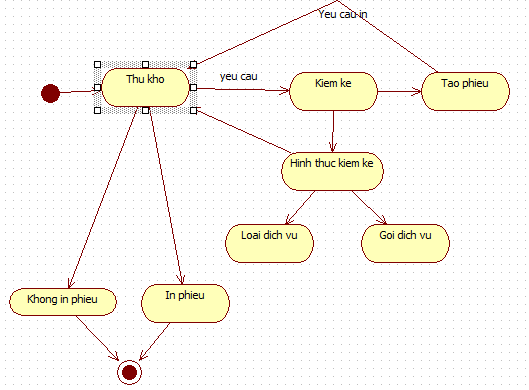 Yeu cau in
Thu kho
yeu cau
Kiem ke
Tao phieu
Hinh thuc kiem ke
Loai dich vu
Goi dich vu
Khong in phieu
In phieu